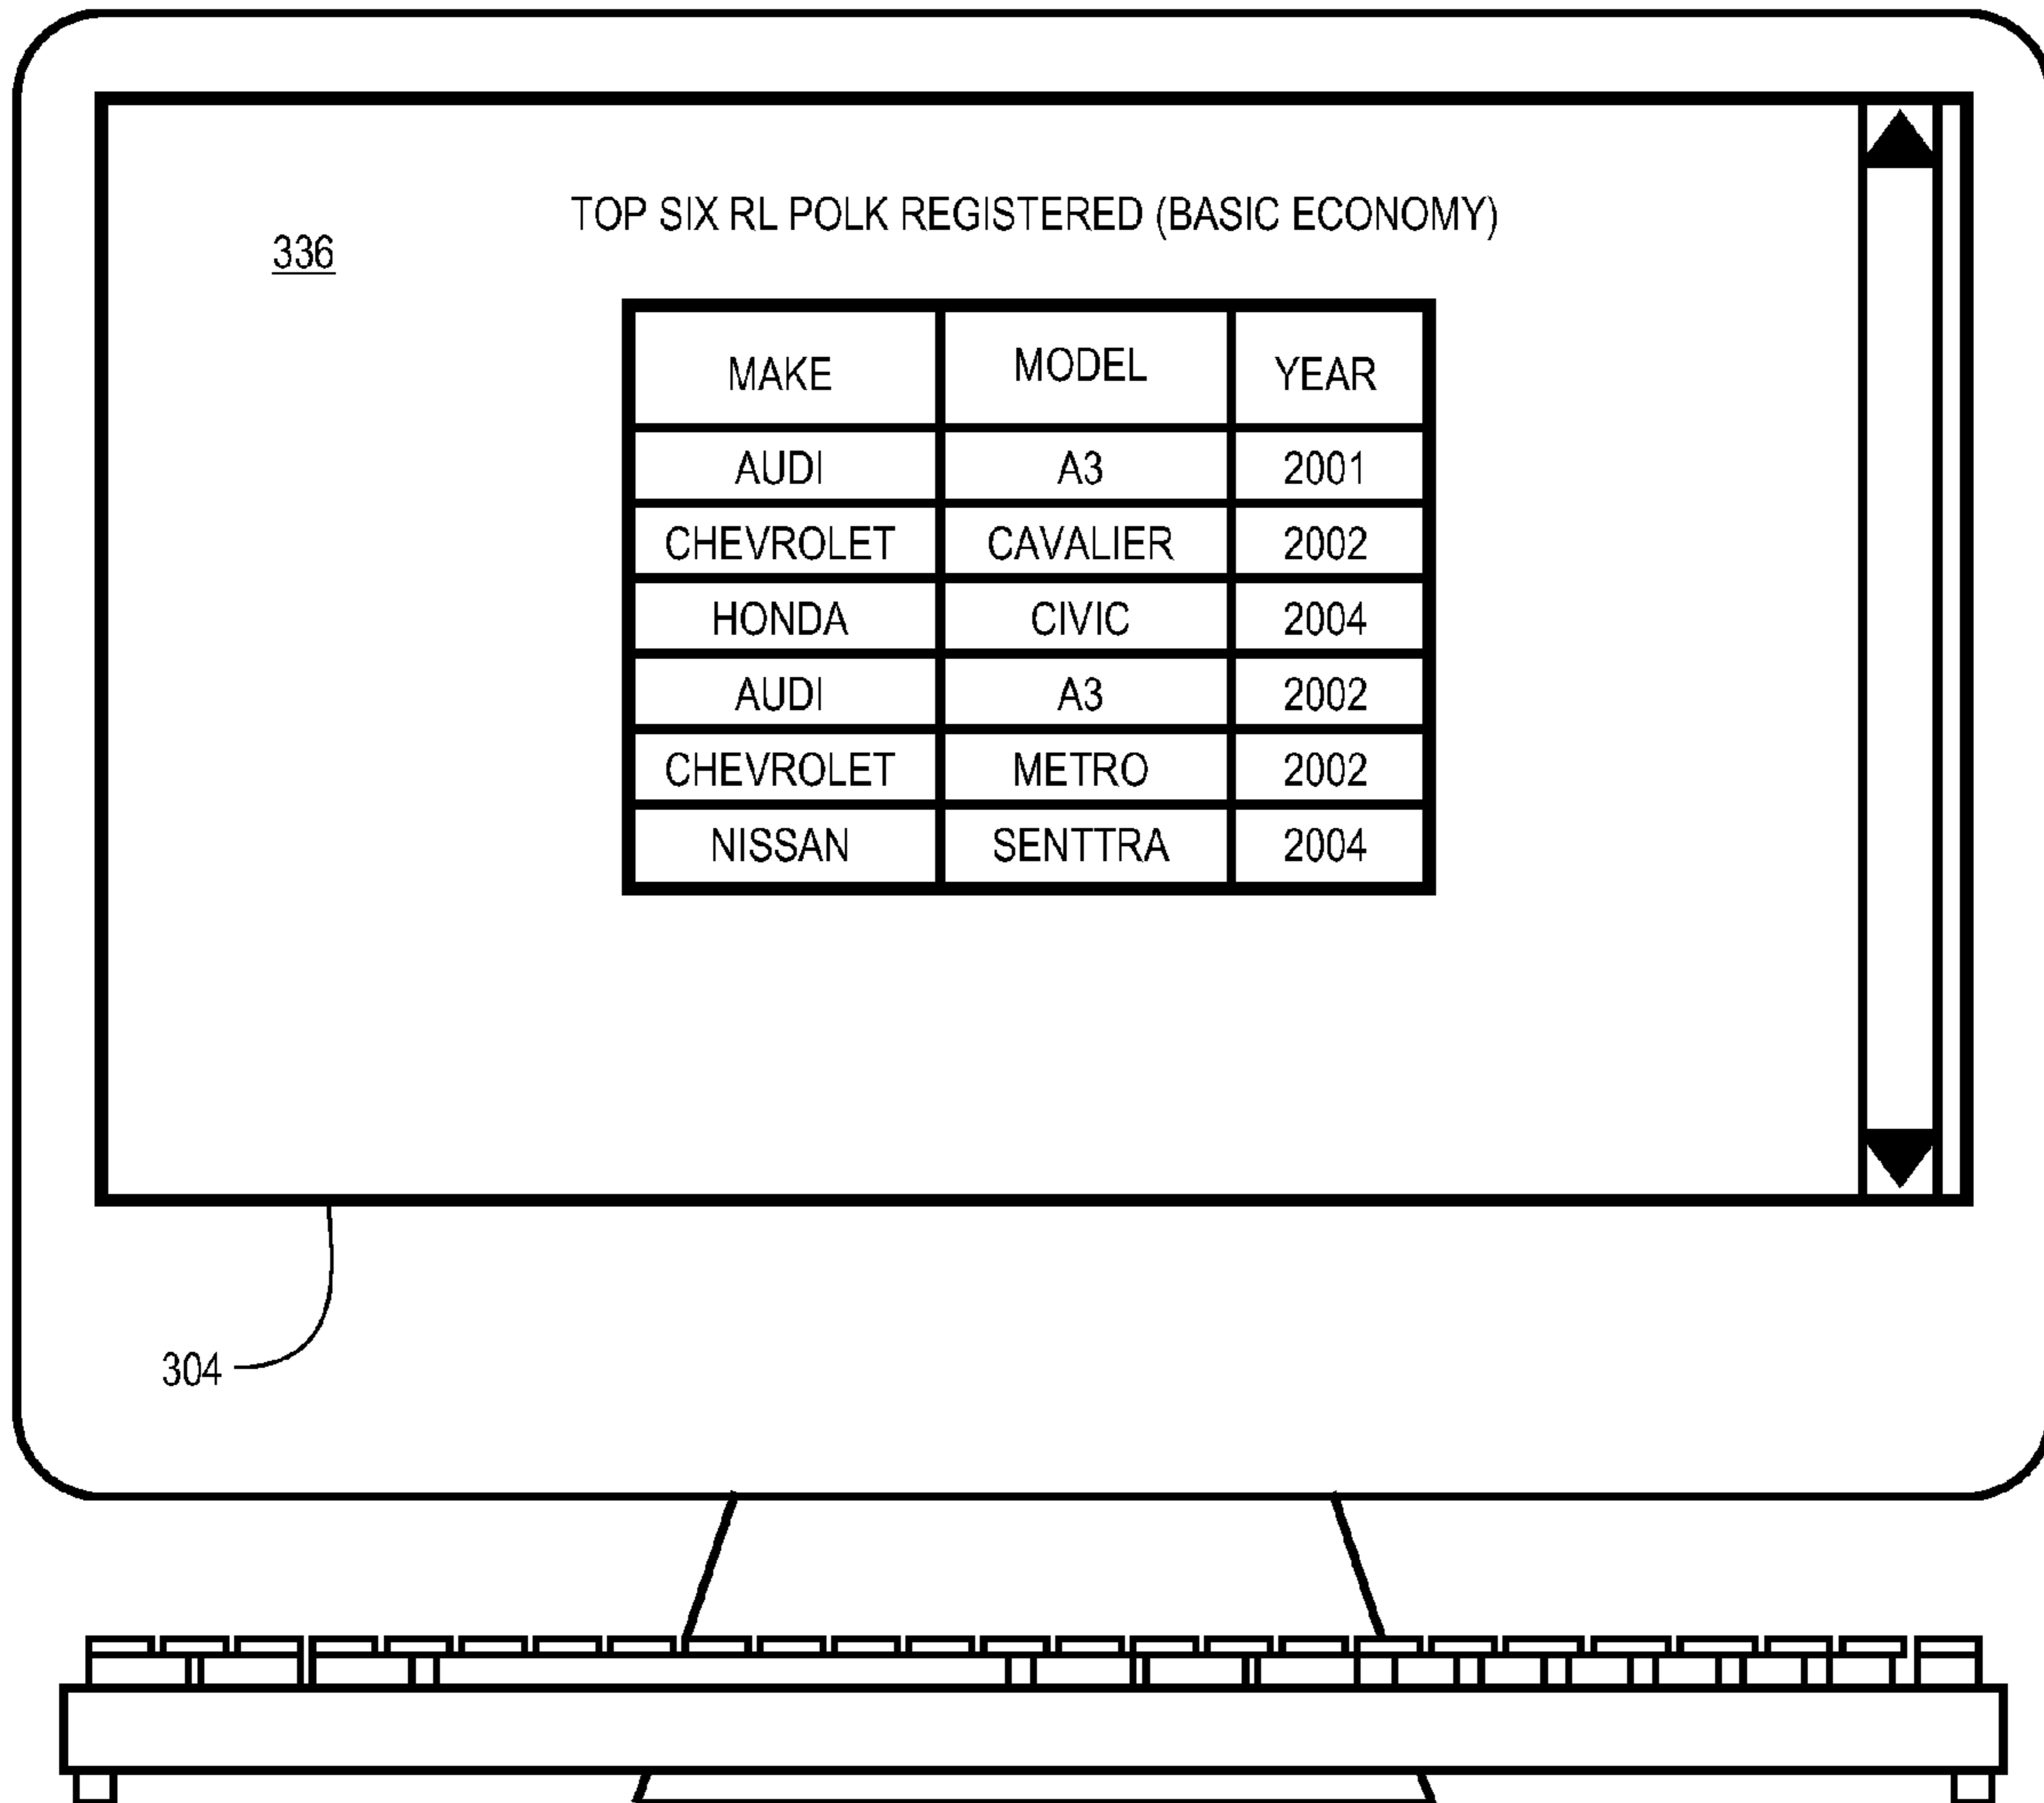 TOP SIX RL POLK REGISTERED (BASIC ECONOMY)
336
MAKE MODEL YEAR
AUDI A3 2001
CHEVROLET CAVALIER 2002
HONDA CIVIC 2004
AUDI A3 2002
CHEVROLET METRO 2002
NISSAN SENTTRA 2004
304